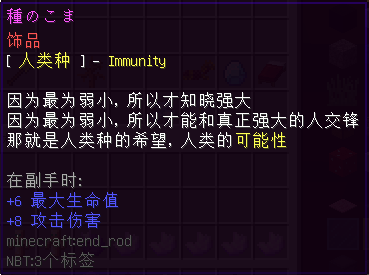 種のこま
饰品
[ 人类种 ] - Immunity
因为最为弱小, 所以才知晓强大
因为最为弱小, 所以才能和真正强大的人交锋
那就是人类种的希望, 人类的可能性
在副手时:
+6 最大生命值
+8 攻击伤害
minecraft:end_rod
NBT:3个标签